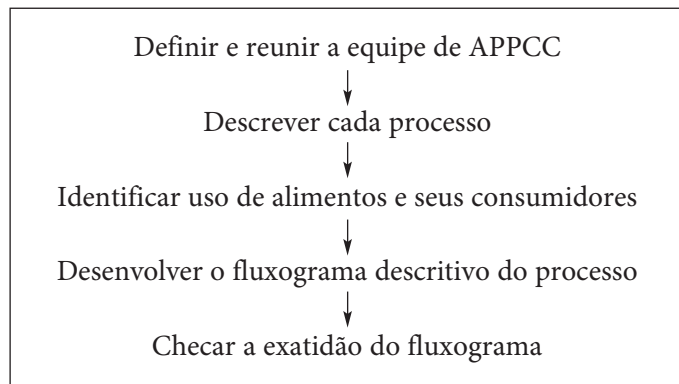 Definir e reunir a equipe de APPCC
Descrever cada processo
Identificar uso de alimentos e seus consumidores
Desenvolver o fluxograma descritivo do processo
Checar a exatidão do fluxograma